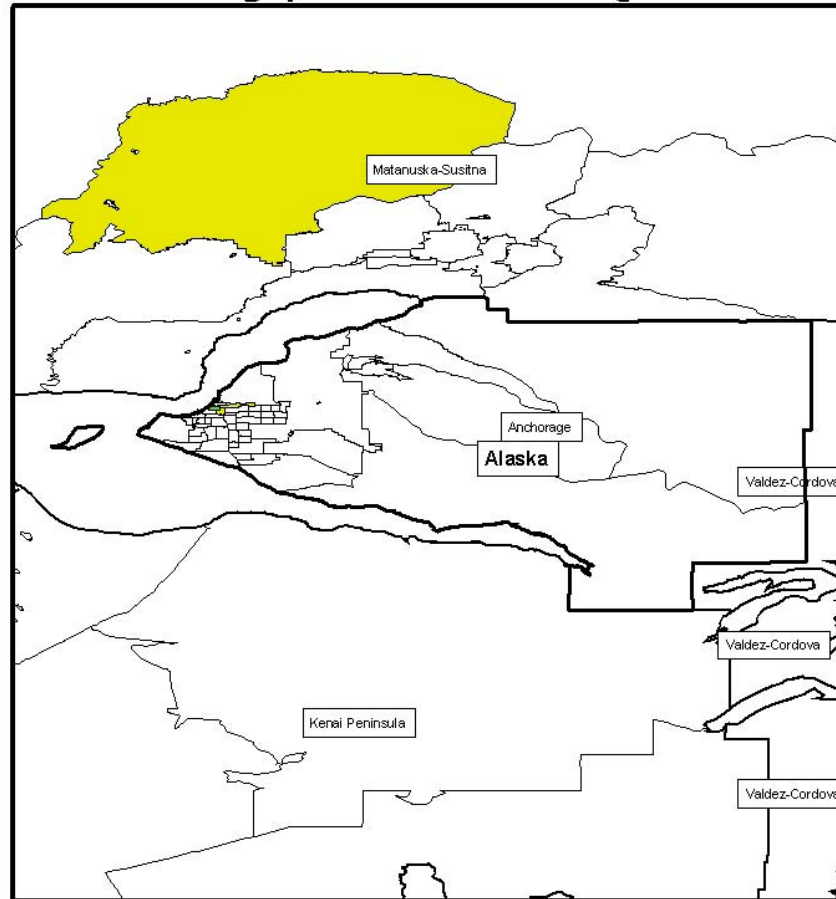 Matanuska-Susitna
Anchorage
Alaska
Valdez-Cordova
Valdez-Cordova
Kenai Peninsula
Valdez-Cordova